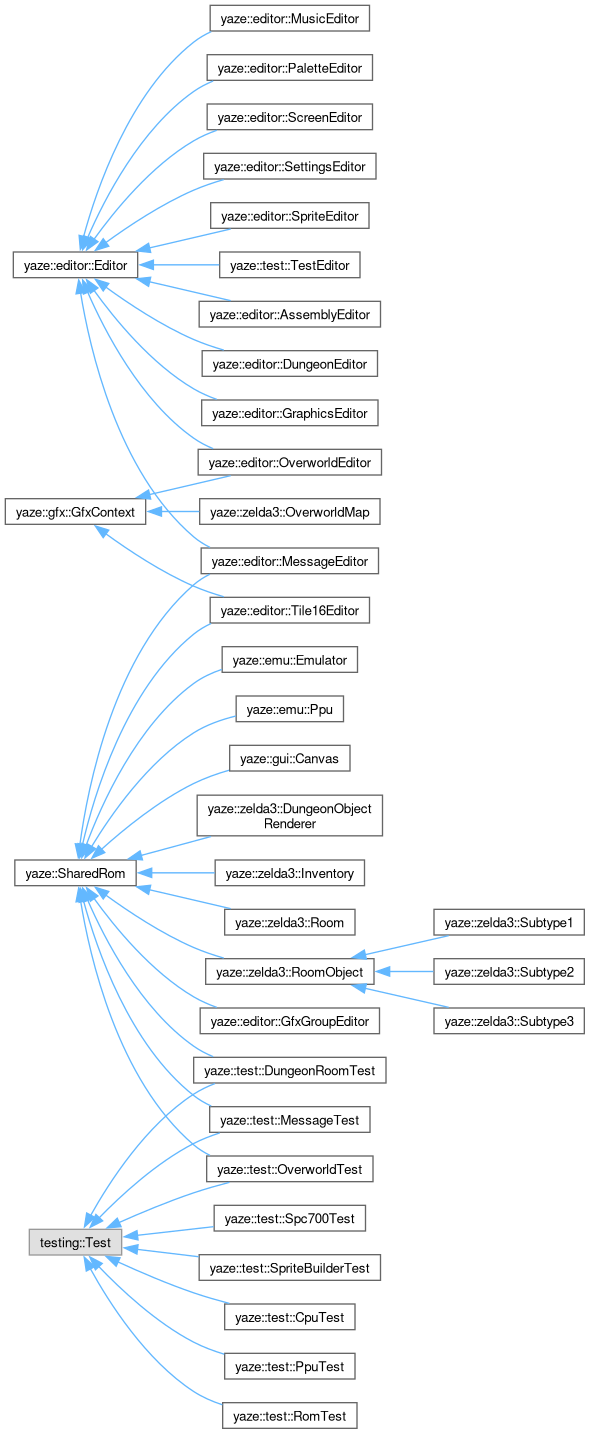 yaze::editor::MusicEditor
yaze::editor::PaletteEditor
yaze::editor::ScreenEditor
yaze::editor::SettingsEditor
yaze::editor::SpriteEditor
yaze::editor::Editor
yaze::test::TestEditor
yaze::editor::AssemblyEditor
yaze::editor::DungeonEditor
yaze::editor::GraphicsEditor
yaze::editor::OverworldEditor
yaze::gfx::GfxContext
yaze::zelda3::OverworldMap
yaze::editor::MessageEditor
yaze::editor::Tile16Editor
yaze::emu::Emulator
yaze::emu::Ppu
yaze::gui::Canvas
yaze::zelda3::DungeonObject
Renderer
yaze::SharedRom
yaze::zelda3::Inventory
yaze::zelda3::Room
yaze::zelda3::Subtype1
yaze::zelda3::RoomObject
yaze::zelda3::Subtype2
yaze::editor::GfxGroupEditor
yaze::zelda3::Subtype3
yaze::test::DungeonRoomTest
yaze::test::MessageTest
yaze::test::OverworldTest
yaze::test::Spc700Test
testing::Test
yaze::test::SpriteBuilderTest
yaze::test::CpuTest
yaze::test::PpuTest
yaze::test::RomTest